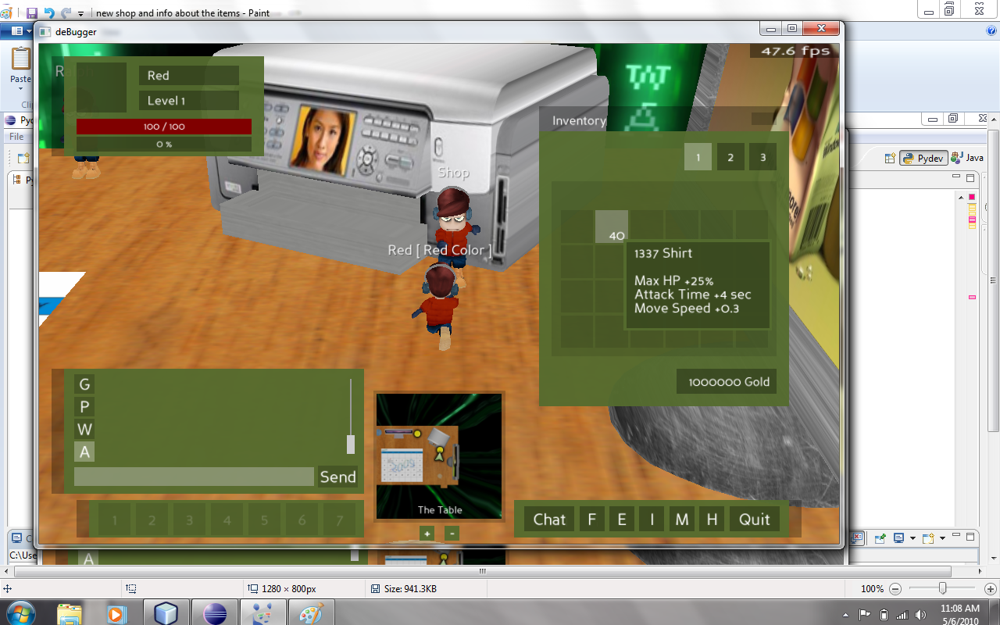 new shop and info about the items - Paint
deBugger
Paste
File
47.6 fps
Red
Level 1
100 / 100
0 %
Inventory
1 2 3
Shop
40
Red [ Red Color ]
1337 Shirt
Max HP +25%
Attack Time +4 sec
Move Speed +0.3
1000000 Gold
Pydev
Java
G
P
W
A
Send
The Table
1 2 3 4 5 6 7
+ -
Chat F E I M H Quit
C:\Use
A
1280 × 800px
Size: 941.3KB
100%
11:08 AM
5/6/2010